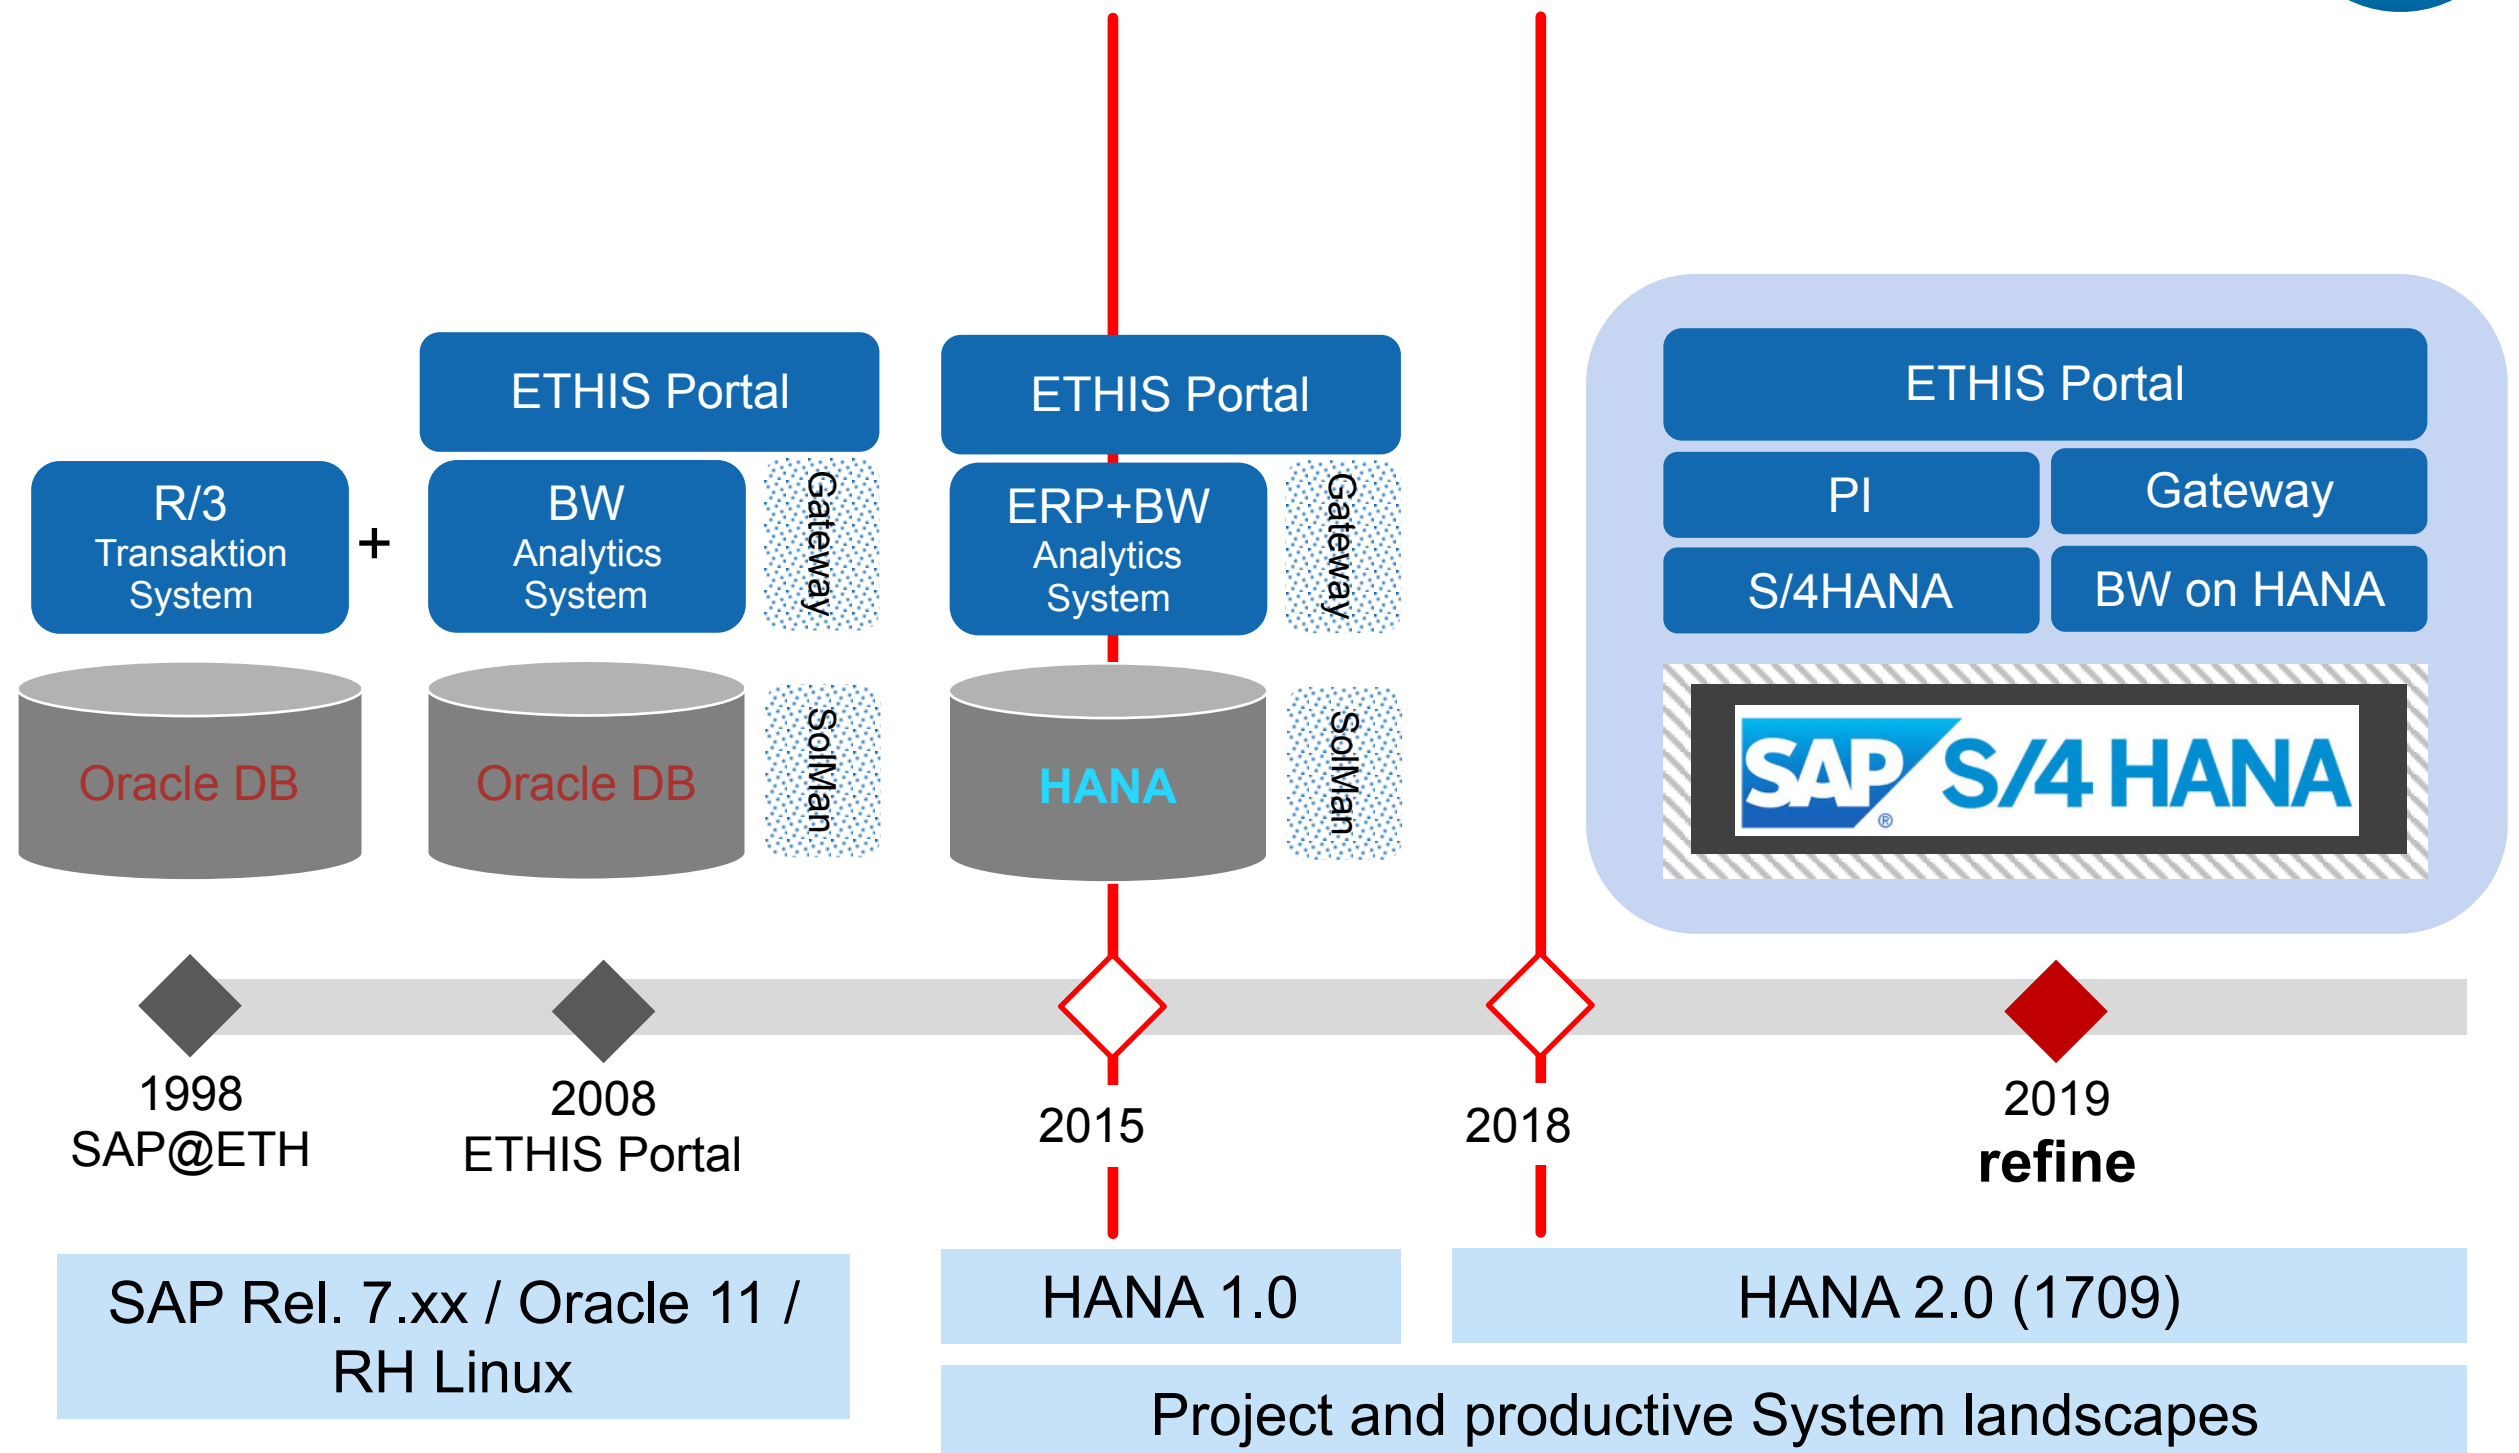 ETHIS Portal
ETHIS Portal
ETHIS Portal
R/3
Transaktion
System
+
BW
Analytics
System
Gateway
ERP+BW
Analytics
System
Gateway
PI
Gateway
S/4HANA
BW on HANA
Oracle DB
Oracle DB
SolMan
HANA
SolMan
SAP® S/4 HANA
1998
SAP@ETH
2008
ETHIS Portal
2015
2018
2019
refine
SAP Rel. 7.xx / Oracle 11 /
RH Linux
HANA 1.0
HANA 2.0 (1709)
Project and productive System landscapes